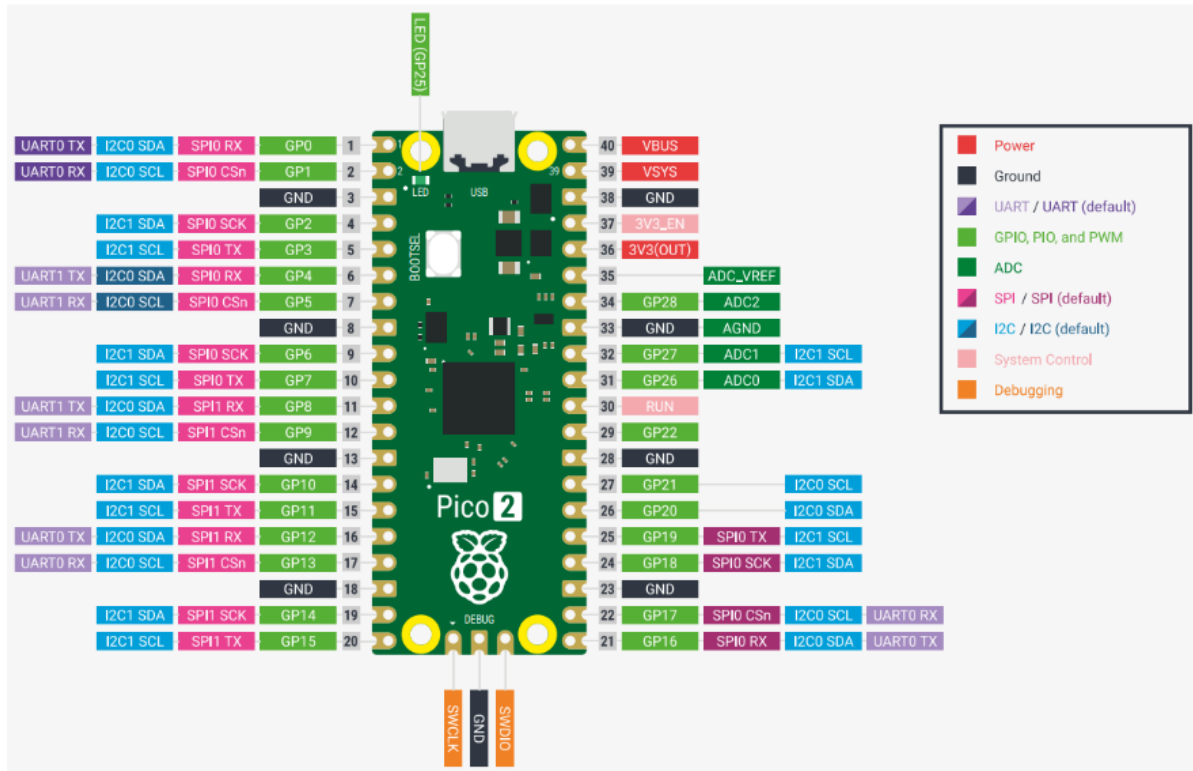 LED (GP25)
UART0 TX I2C0 SDA SPI0 RX GP0 1 1 40 VBUS
UART0 RX I2C0 SCL SPI0 CSn GP1 2 2 LED USB 39 39 VSYS
GND 3 38 GND
I2C1 SDA SPI0 SCK GP2 4 37 3V3_EN
I2C1 SCL SPI0 TX GP3 5 BOOTSEL 36 3V3(OUT)
UART1 TX I2C0 SDA SPI0 RX GP4 6 35 ADC_VREF
UART1 RX I2C0 SCL SPI0 CSn GP5 7 34 GP28 ADC2
GND 8 33 GND AGND
I2C1 SDA SPI0 SCK GP6 9 32 GP27 ADC1 I2C1 SCL
I2C1 SCL SPI0 TX GP7 10 31 GP26 ADC0 I2C1 SDA
UART1 TX I2C0 SDA SPI1 RX GP8 11 30 RUN
UART1 RX I2C0 SCL SPI1 CSn GP9 12 29 GP22
GND 13 28 GND
I2C1 SDA SPI1 SCK GP10 14 27 GP21 I2C0 SCL
I2C1 SCL SPI1 TX GP11 15 Pico 2 26 GP20 I2C0 SDA
UART0 TX I2C0 SDA SPI1 RX GP12 16 25 GP19 SPI0 TX I2C1 SCL
UART0 RX I2C0 SCL SPI1 CSn GP13 17 24 GP18 SPI0 SCK I2C1 SDA
GND 18 23 GND
I2C1 SDA SPI1 SCK GP14 19 DEBUG 22 GP17 SPI0 CSn I2C0 SCL UART0 RX
I2C1 SCL SPI1 TX GP15 20 21 GP16 SPI0 RX I2C0 SDA UART0 TX
SWCLK GND SWDIO
Power
Ground
UART / UART (default)
GPIO, PIO, and PWM
ADC
SPI / SPI (default)
I2C / I2C (default)
System Control
Debugging